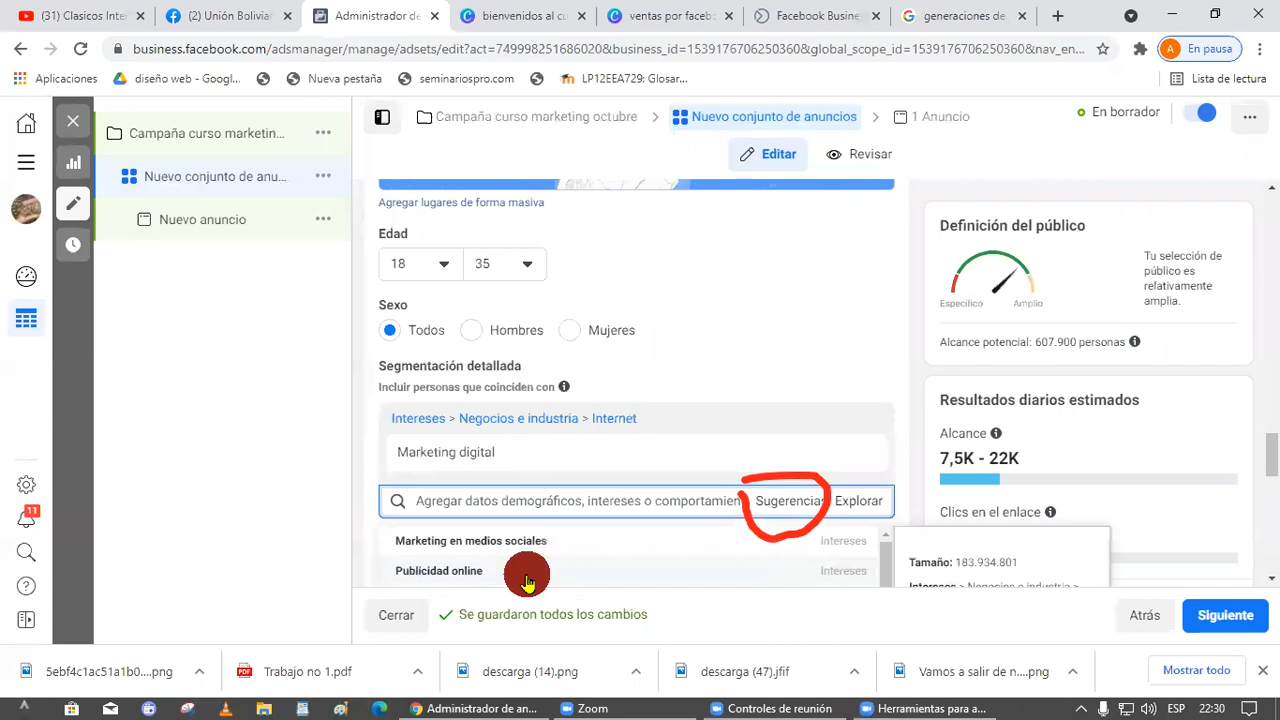 (31) Clasicos Inter
(2) Unión Bolivia
Administrador de
bienvenidos al cu
ventas por faceb
Facebook Business
generaciones de
business.facebook.com/adsmanager/manage/adsets/edit?act=749998251686020&business_id=1539176706250360&global_scope_id=1539176706250360&nav_en...
A
En pausa
Aplicaciones
diseño web - Googl...
Nueva pestaña
seminariospro.com
LP12EEA729: Glosar...
Lista de lectura
Campaña curso marketin...
Nuevo conjunto de anu...
Nuevo anuncio
11
Campaña curso marketing octubre
Nuevo conjunto de anuncios
1 Anuncio
En borrador
Editar
Revisar
Agregar lugares de forma masiva
Edad
18
35
Sexo
Todos
Hombres
Mujeres
Segmentación detallada
Incluir personas que coinciden con
Intereses > Negocios e industria > Internet
Marketing digital
Agregar datos demográficos, intereses o comportamien
Sugerencias
Explorar
Marketing en medios sociales
Intereses
Publicidad online
Intereses
Definición del público
Específico
Amplio
Tu selección de
público es
relativamente
amplia.
Alcance potencial: 607.900 personas
Resultados diarios estimados
Alcance
7,5K - 22K
Clics en el enlace
Tamaño: 183.934.801
Intereses > Negocios e industria >
Cerrar
Se guardaron todos los cambios
Atrás
Siguiente
5ebf4c1ac51a1b0....png
Trabajo no 1.pdf
descarga (14).png
descarga (47).jfif
Vamos a salir de n....png
Mostrar todo
Administrador de an...
Zoom
Controles de reunión
Herramientas para a...
ESP
22:30